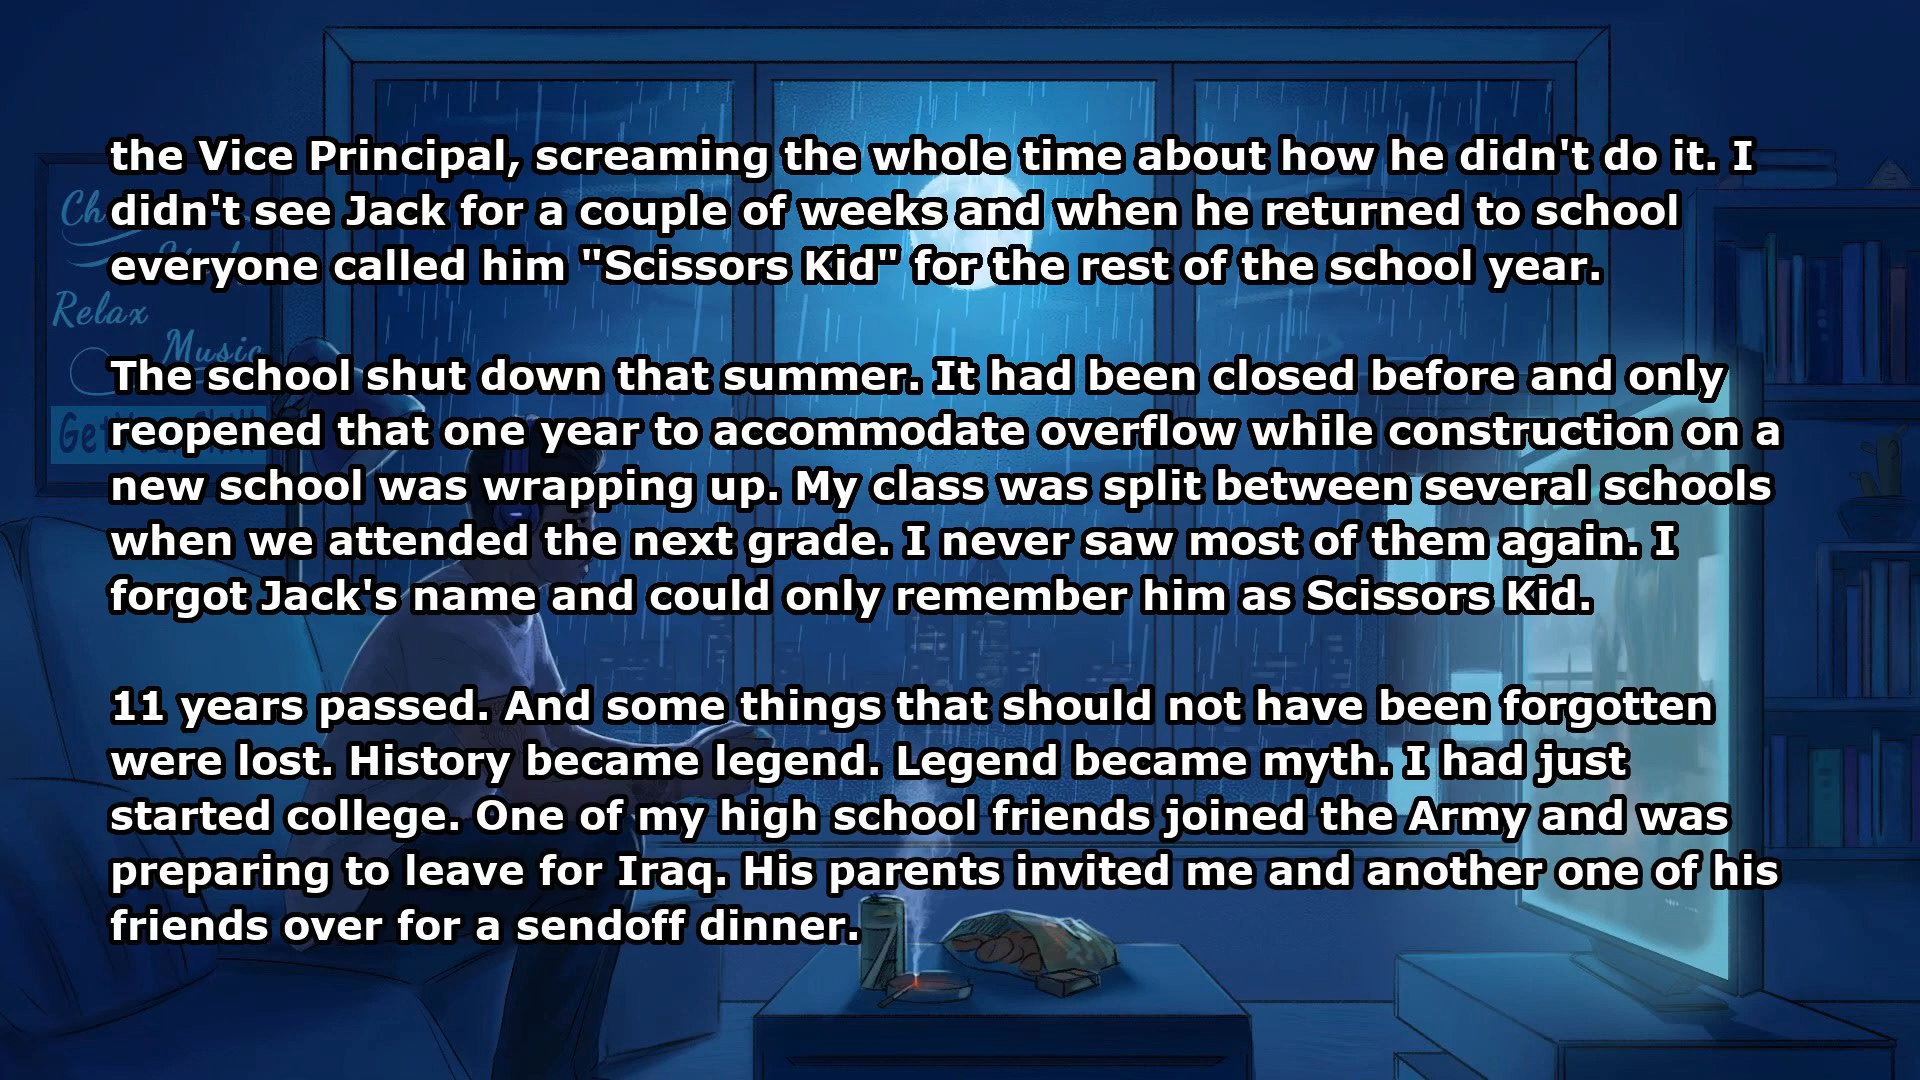 the Vice Principal, screaming the whole time about how he didn't do it. I
didn't see Jack for a couple of weeks and when he returned to school
everyone called him "Scissors Kid" for the rest of the school year.
The school shut down that summer. It had been closed before and only
reopened that one year to accommodate overflow while construction on a
new school was wrapping up. My class was split between several schools
when we attended the next grade. I never saw most of them again. I
forgot Jack's name and could only remember him as Scissors Kid.
11 years passed. And some things that should not have been forgotten
were lost. History became legend. Legend became myth. I had just
started college. One of my high school friends joined the Army and was
preparing to leave for Iraq. His parents invited me and another one of his
friends over for a sendoff dinner.
Relax
Music